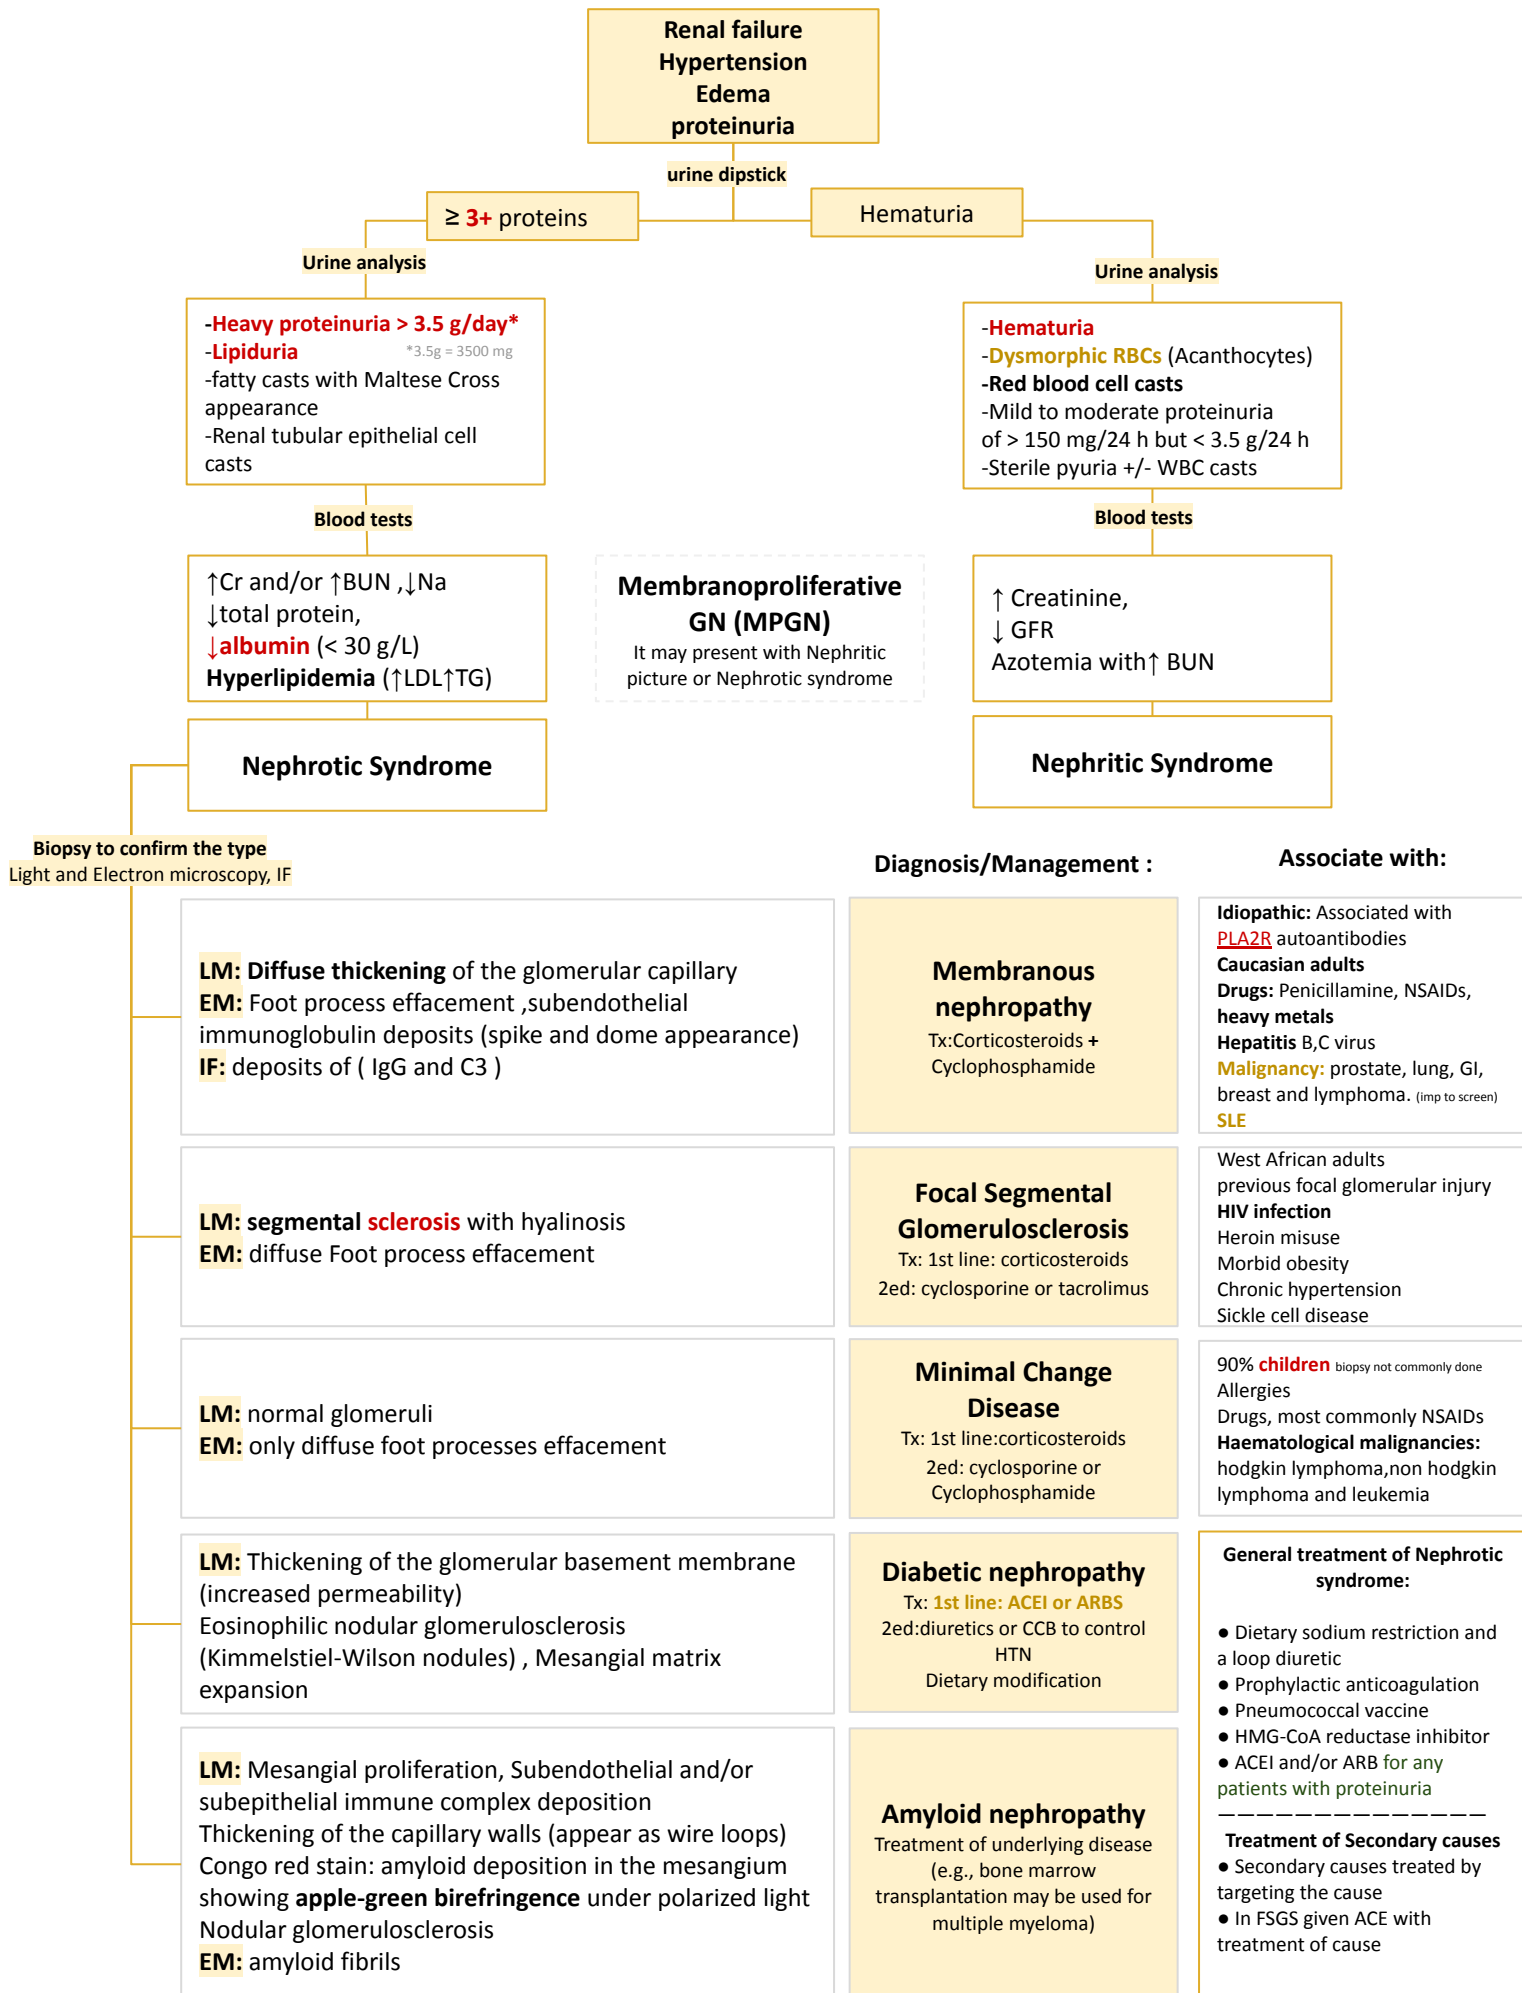 Renal failure
Hypertension
Edema
proteinuria
urine dipstick
≥ 3+ proteins
Hematuria
Urine analysis
-Heavy proteinuria > 3.5 g/day*
-Lipiduria *3.5g = 3500 mg
-fatty casts with Maltese Cross
appearance
-Renal tubular epithelial cell
casts
Urine analysis
-Hematuria
-Dysmorphic RBCs (Acanthocytes)
-Red blood cell casts
-Mild to moderate proteinuria
of > 150 mg/24 h but < 3.5 g/24 h
-Sterile pyuria +/- WBC casts
Blood tests
↑Cr and/or ↑BUN ,↓Na
↓total protein,
↓albumin (< 30 g/L)
Hyperlipidemia (↑LDL↑TG)
Membranoproliferative
GN (MPGN)
It may present with Nephritic
picture or Nephrotic syndrome
Blood tests
↑ Creatinine,
↓ GFR
Azotemia with↑ BUN
Nephrotic Syndrome
Nephritic Syndrome
Biopsy to confirm the type
Light and Electron microscopy, IF
Diagnosis/Management :
Associate with:
LM: Diffuse thickening of the glomerular capillary
EM: Foot process effacement ,subendothelial
immunoglobulin deposits (spike and dome appearance)
IF: deposits of ( IgG and C3 )
Membranous
nephropathy
Tx:Corticosteroids +
Cyclophosphamide
Idiopathic: Associated with
PLA2R autoantibodies
Caucasian adults
Drugs: Penicillamine, NSAIDs,
heavy metals
Hepatitis B,C virus
Malignancy: prostate, lung, GI,
breast and lymphoma. (imp to screen)
SLE
LM: segmental sclerosis with hyalinosis
EM: diffuse Foot process effacement
Focal Segmental
Glomerulosclerosis
Tx: 1st line: corticosteroids
2ed: cyclosporine or tacrolimus
West African adults
previous focal glomerular injury
HIV infection
Heroin misuse
Morbid obesity
Chronic hypertension
Sickle cell disease
LM: normal glomeruli
EM: only diffuse foot processes effacement
Minimal Change
Disease
Tx: 1st line:corticosteroids
2ed: cyclosporine or
Cyclophosphamide
90% children biopsy not commonly done
Allergies
Drugs, most commonly NSAIDs
Haematological malignancies:
hodgkin lymphoma,non hodgkin
lymphoma and leukemia
LM: Thickening of the glomerular basement membrane
(increased permeability)
Eosinophilic nodular glomerulosclerosis
(Kimmelstiel-Wilson nodules) , Mesangial matrix
expansion
Diabetic nephropathy
Tx: 1st line: ACEI or ARBS
2ed:diuretics or CCB to control
HTN
Dietary modification
LM: Mesangial proliferation, Subendothelial and/or
subepithelial immune complex deposition
Thickening of the capillary walls (appear as wire loops)
Congo red stain: amyloid deposition in the mesangium
showing apple-green birefringence under polarized light
Nodular glomerulosclerosis
EM: amyloid fibrils
Amyloid nephropathy
Treatment of underlying disease
(e.g., bone marrow
transplantation may be used for
multiple myeloma)
General treatment of Nephrotic
syndrome:
● Dietary sodium restriction and
a loop diuretic
● Prophylactic anticoagulation
● Pneumococcal vaccine
● HMG-CoA reductase inhibitor
● ACEI and/or ARB for any
patients with proteinuria
——————————————
Treatment of Secondary causes
● Secondary causes treated by
targeting the cause
● In FSGS given ACE with
treatment of cause